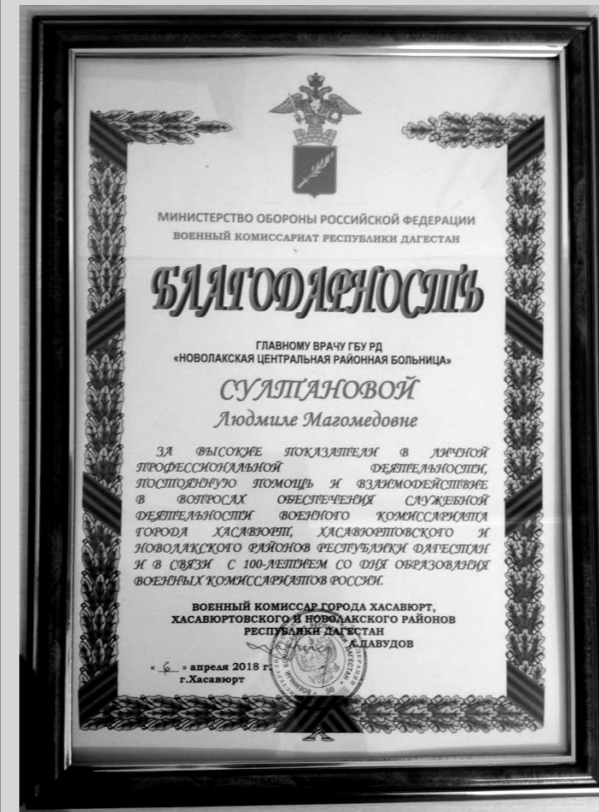 МИНИСТЕРСТВО ОБОРОНЫ РОССИЙСКОЙ ФЕДЕРАЦИИ
ВОЕННЫЙ КОМИССАРИАТ РЕСПУБЛИКИ ДАГЕСТАН
БЛАГОДАРНОСТЬ
ГЛАВНОМУ ВРАЧУ ГБУ РД
«НОВОЛАКСКАЯ ЦЕНТРАЛЬНАЯ РАЙОННАЯ БОЛЬНИЦА»
СУЛТАНОВОЙ
Людмиле Магомедовне
ЗА ВЫСОКИЕ ПОКАЗАТЕЛИ В ЛИЧНОЙ
ПРОФЕССИОНАЛЬНОЙ ДЕЯТЕЛЬНОСТИ,
ПОСТОЯННУЮ ПОМОЩЬ И ВЗАИМОДЕЙСТВИЕ
В ВОПРОСАХ ОБЕСПЕЧЕНИЯ СЛУЖЕБНОЙ
ДЕЯТЕЛЬНОСТИ ВОЕННОГО КОМИССАРИАТА
ГОРОДА ХАСАВЮРТ, ХАСАВЮРТОВСКОГО И
НОВОЛАКСКОГО РАЙОНОВ РЕСПУБЛИКИ ДАГЕСТАН
И В СВЯЗИ С 100-ЛЕТИЕМ СО ДНЯ ОБРАЗОВАНИЯ
ВОЕННЫХ КОМИССАРИАТОВ РОССИИ.
ВОЕННЫЙ КОМИССАР ГОРОДА ХАСАВЮРТ,
ХАСАВЮРТОВСКОГО И НОВОЛАКСКОГО РАЙОНОВ
РЕСПУБЛИКИ ДАГЕСТАН
А.ДАВУДОВ
« 6 » апреля 2018 г.
г.Хасавюрт